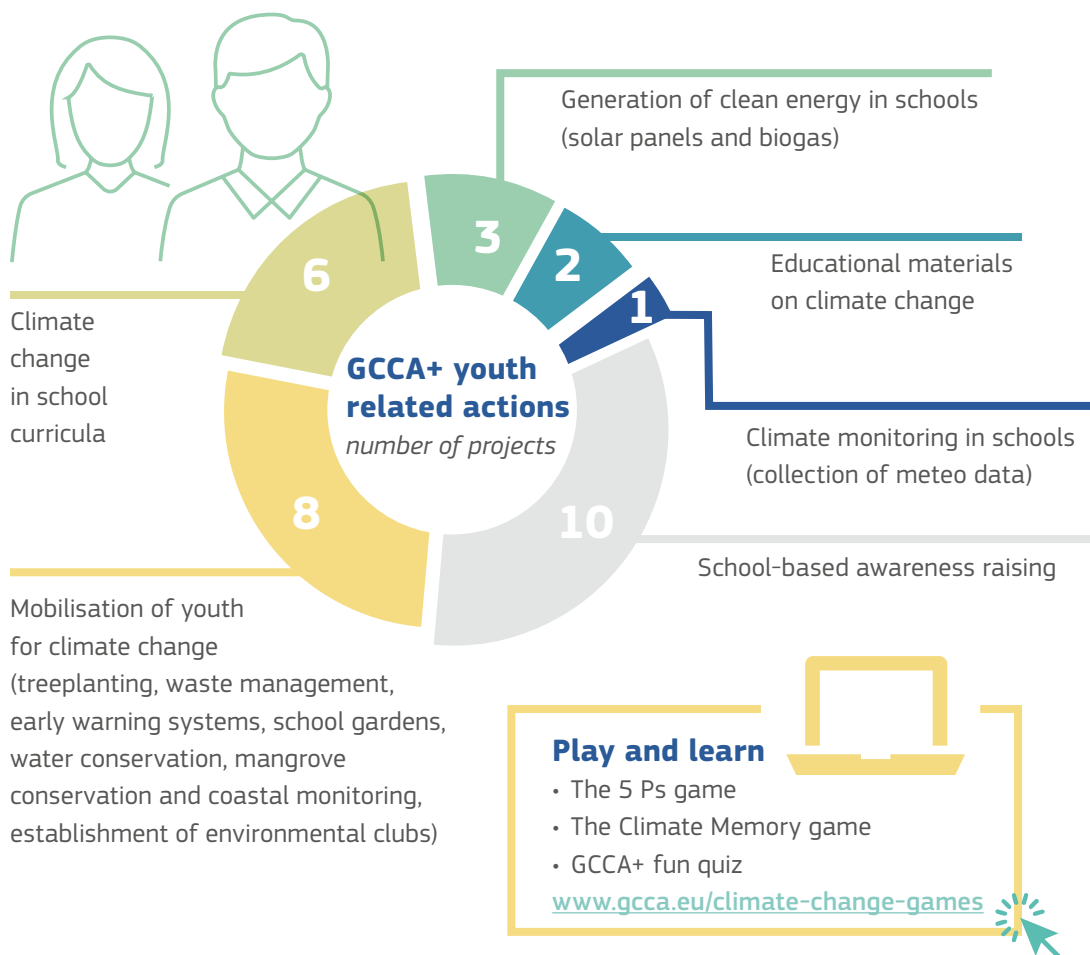 Generation of clean energy in schools
(solar panels and biogas)
3
2
Educational materials
on climate change
6
1
Climate
change
in school
curricula
GCCA+ youth
related actions
number of projects
Climate monitoring in schools
(collection of meteo data)
8
10
School-based awareness raising
Mobilisation of youth
for climate change
(treeplanting, waste management,
early warning systems, school gardens,
water conservation, mangrove
conservation and coastal monitoring,
establishment of environmental clubs)
Play and learn
• The 5 Ps game
• The Climate Memory game
• GCCA+ fun quiz
www.gcca.eu/climate-change-games